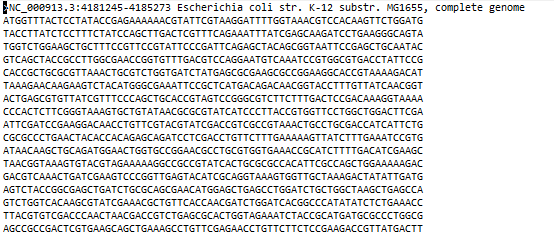 >NC_000913.3:4181245-4185273 Escherichia coli str. K-12 substr. MG1655, complete genome
ATGGTTTACTCCTATACCGAGAAAAAACGTATTCGTAAGGATTTTGGTAAACGTCCACAAGTTCTGGATG
TACCTTATCTCCTTTCTATCCAGCTTGACTCGTTTCAGAAATTTATCGAGCAAGATCCTGAAGGGCAGTA
TGGTCTGGAAGCTGCTTTCCGTTCCGTATTCCCGATTCAGAGCTACAGCGGTAATTCCGAGCTGCAATAC
GTCAGCTACCGCCTTGGCGAACCGGTGTTTGACGTCCAGGAATGTCAAATCCGTGGCGTGACCTATTCCG
CACCGCTGCGCGTTAAACTGCGTCTGGTGATCTATGAGCGCGAAGCGCCGGAAGGCACCGTAAAAGACAT
TAAAGAACAAGAAGTCTACATGGGCGAAATTCCGCTCATGACAGACAACGGTACCTTTGTTATCAACGGT
ACTGAGCGTGTTATCGTTTCCCAGCTGCACCGTAGTCCGGGCGTCTTCTTTGACTCCGACAAAGGTAAAA
CCCACTCTTCGGGTAAAGTGCTGTATAACGCGCGTATCATCCCTTACCGTGGTTCCTGGCTGGACTTCGA
ATTCGATCCGAAGGACAACCTGTTCGTACGTATCGACCGTCGCCGTAAACTGCCTGCGACCATCATTCTG
CGCGCCCTGAACTACACCACAGAGCAGATCCTCGACCTGTTCTTTGAAAAAGTTATCTTTGAAATCCGTG
ATAACAAGCTGCAGATGGAACTGGTGCCGGAACGCCTGCGTGGTGAAACCGCATCTTTTGACATCGAAGC
TAACGGTAAAGTGTACGTAGAAAAAGGCCGCCGTATCACTGCGCGCCACATTCGCCAGCTGGAAAAAGAC
GACGTCAAACTGATCGAAGTCCCGGTTGAGTACATCGCAGGTAAAGTGGTTGCTAAAGACTATATTGATG
AGTCTACCGGCGAGCTGATCTGCGCAGCGAACATGGAGCTGAGCCTGGATCTGCTGGCTAAGCTGAGCCA
GTCTGGTCACAAGCGTATCGAAACGCTGTTCACCAACGATCTGGATCACGGCCCATATATCTCTGAAACC
TTACGTGTCGACCCAACTAACGACCGTCTGAGCGCACTGGTAGAAATCTACCGCATGATGCGCCCTGGCG
AGCCGCCGACTCGTGAAGCAGCTGAAAGCCTGTTCGAGAACCTGTTCTTCTCCGAAGACCGTTATGACTT